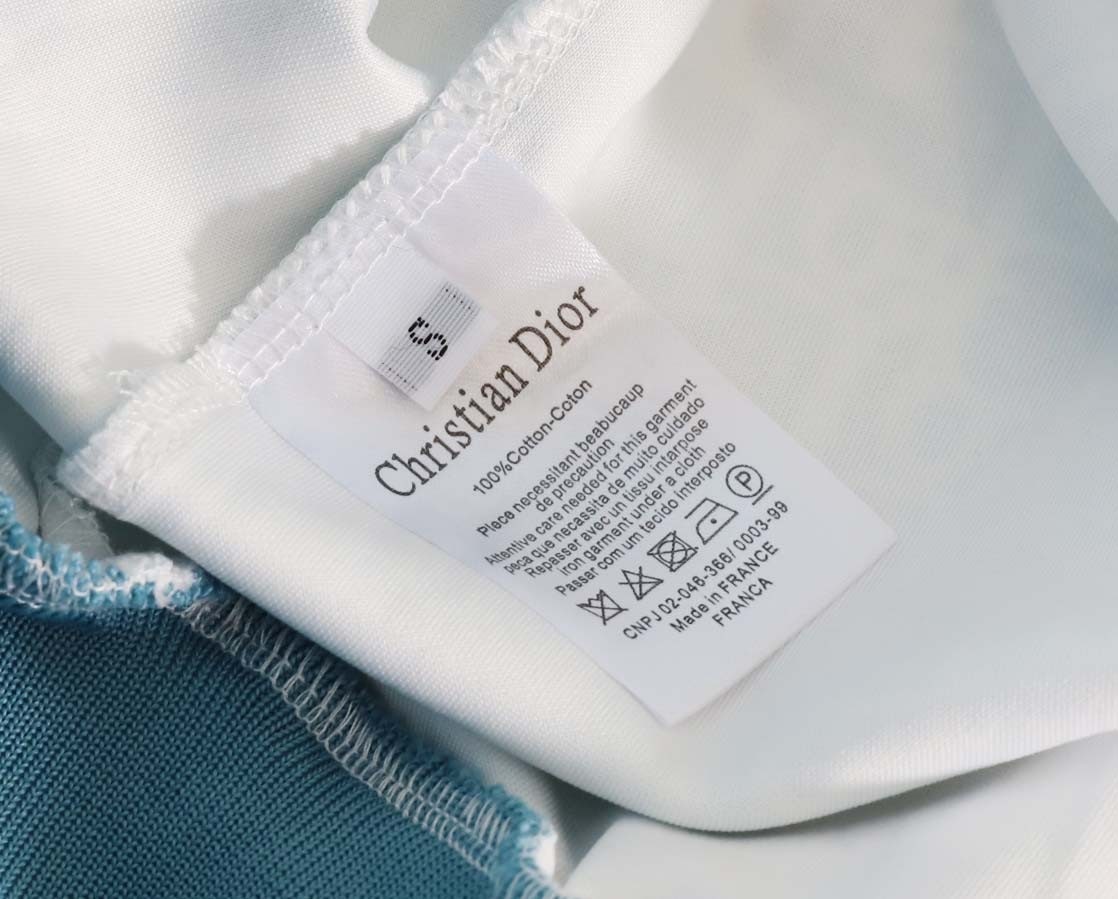 S
Christian Dior
100%Cotton-Coton
Piece necessitant beabucaup
de precaution
Attentive care needed for this garment
peca que necassita de muito cuidado
Repasser avec un tissu intarpose
iron garment under a cloth
Passar com um tecido interposto
P
CNPJ 02-046-366/ 0003-99
Made in FRANCE
FRANCA